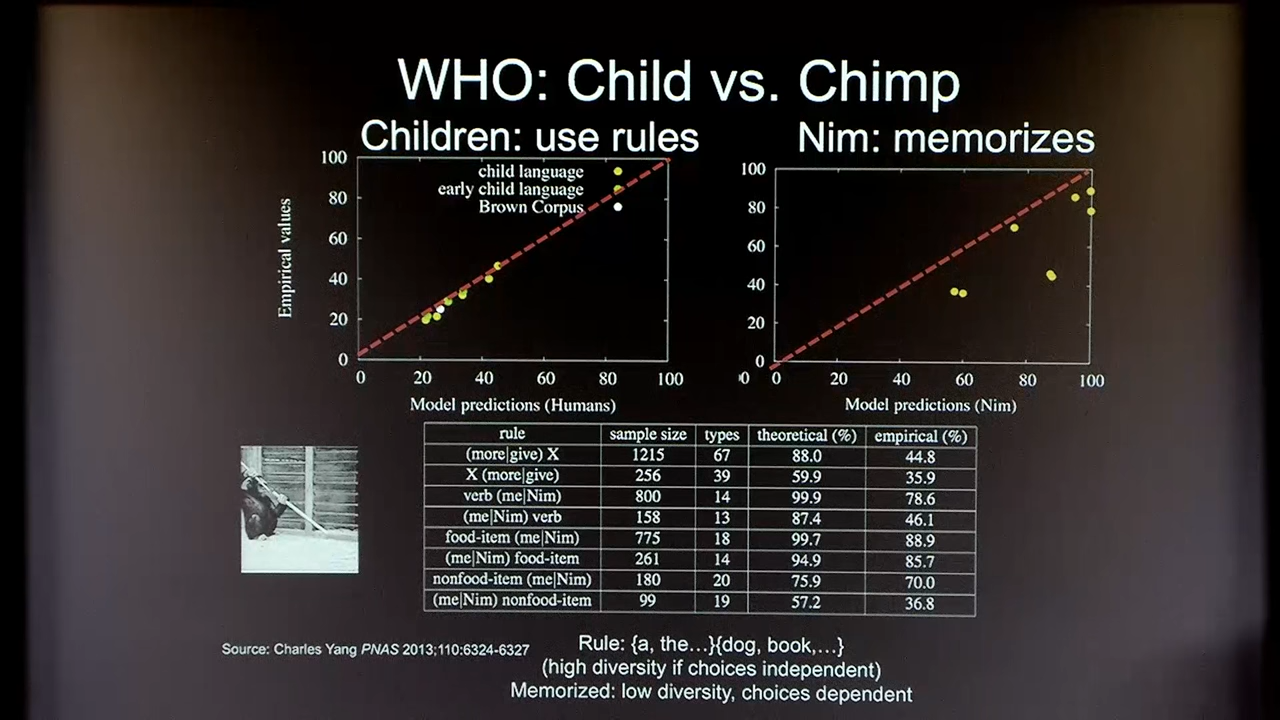 WHO: Child vs. Chimp
Children: use rules
Nim: memorizes
100
80
60
40
20
0
Empirical values
child language
early child language
Brown Corpus
0 20 40 60 80 100
Model predictions (Humans)
100
80
60
40
20
0
0 20 40 60 80 100
Model predictions (Nim)
rule sample size types theoretical (%) empirical (%)
(more|give) X 1215 67 88.0 44.8
X (more|give) 256 39 59.9 35.9
verb (me|Nim) 800 14 99.9 78.6
(me|Nim) verb 158 13 87.4 46.1
food-item (me|Nim) 775 18 99.7 88.9
(me|Nim) food-item 261 14 94.9 85.7
nonfood-item (me|Nim) 180 20 75.9 70.0
(me|Nim) nonfood-item 99 19 57.2 36.8
Source: Charles Yang PNAS 2013;110:6324-6327
Rule: {a, the…}{dog, book,…}
(high diversity if choices independent)
Memorized: low diversity, choices dependent